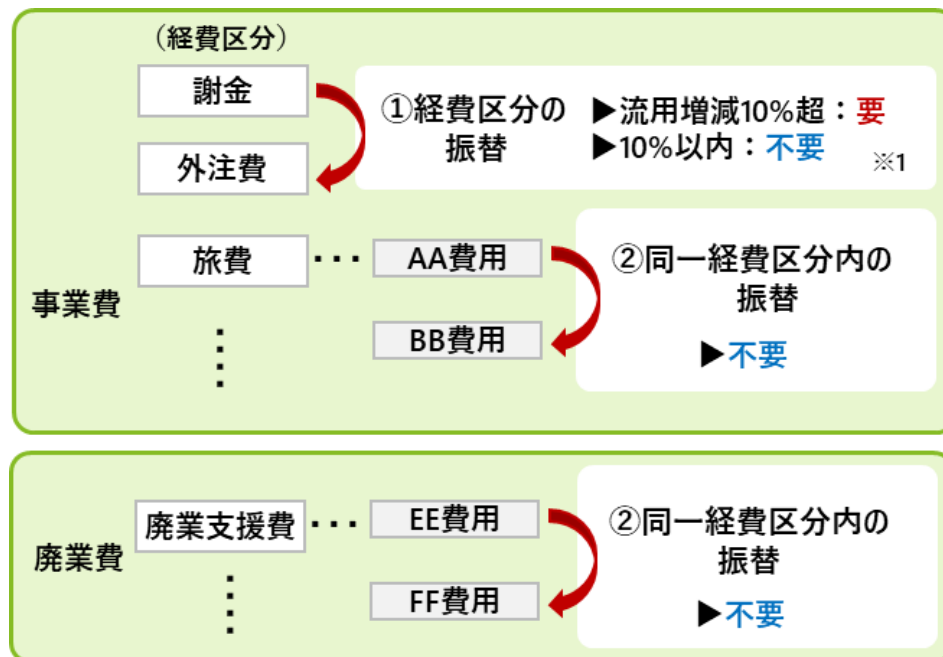 （経費区分）
謝金
①経費区分の
振替
▶流用増減10%超：要
▶10%以内：不要
※1
外注費
事業費
旅費
･･･
AA費用
BB費用
②同一経費区分内の
振替
▶不要
廃業費
廃業支援費
･･･
EE費用
FF費用
②同一経費区分内の
振替
▶不要